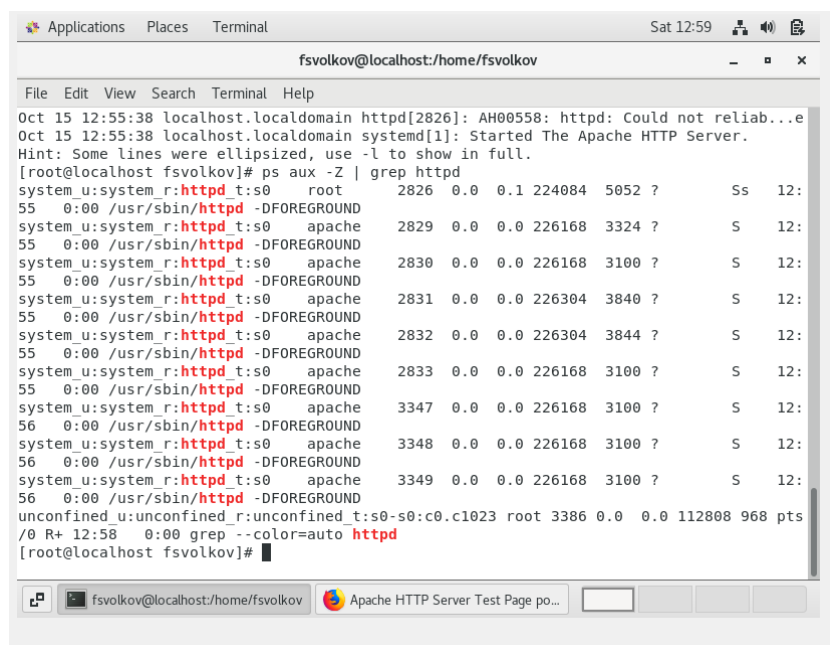 Applications Places Terminal Sat 12:59
fsvolkov@localhost:/home/fsvolkov
File Edit View Search Terminal Help
Oct 15 12:55:38 localhost.localdomain httpd[2826]: AH00558: httpd: Could not reliab...e
Oct 15 12:55:38 localhost.localdomain systemd[1]: Started The Apache HTTP Server.
Hint: Some lines were ellipsized, use -l to show in full.
[root@localhost fsvolkov]# ps aux -Z | grep httpd
system_u:system_r:httpd_t:s0    root      2826  0.0  0.1 224084  5052 ?        Ss   12:
55   0:00 /usr/sbin/httpd -DFOREGROUND
system_u:system_r:httpd_t:s0    apache    2829  0.0  0.0 226168  3324 ?        S    12:
55   0:00 /usr/sbin/httpd -DFOREGROUND
system_u:system_r:httpd_t:s0    apache    2830  0.0  0.0 226168  3100 ?        S    12:
55   0:00 /usr/sbin/httpd -DFOREGROUND
system_u:system_r:httpd_t:s0    apache    2831  0.0  0.0 226304  3840 ?        S    12:
55   0:00 /usr/sbin/httpd -DFOREGROUND
system_u:system_r:httpd_t:s0    apache    2832  0.0  0.0 226304  3844 ?        S    12:
55   0:00 /usr/sbin/httpd -DFOREGROUND
system_u:system_r:httpd_t:s0    apache    2833  0.0  0.0 226168  3100 ?        S    12:
55   0:00 /usr/sbin/httpd -DFOREGROUND
system_u:system_r:httpd_t:s0    apache    3347  0.0  0.0 226168  3100 ?        S    12:
56   0:00 /usr/sbin/httpd -DFOREGROUND
system_u:system_r:httpd_t:s0    apache    3348  0.0  0.0 226168  3100 ?        S    12:
56   0:00 /usr/sbin/httpd -DFOREGROUND
system_u:system_r:httpd_t:s0    apache    3349  0.0  0.0 226168  3100 ?        S    12:
56   0:00 /usr/sbin/httpd -DFOREGROUND
unconfined_u:unconfined_r:unconfined_t:s0-s0:c0.c1023 root 3386 0.0  0.0 112808 968 pts
/0 R+ 12:58   0:00 grep --color=auto httpd
[root@localhost fsvolkov]#
fsvolkov@localhost:/home/fsvolkov Apache HTTP Server Test Page po...